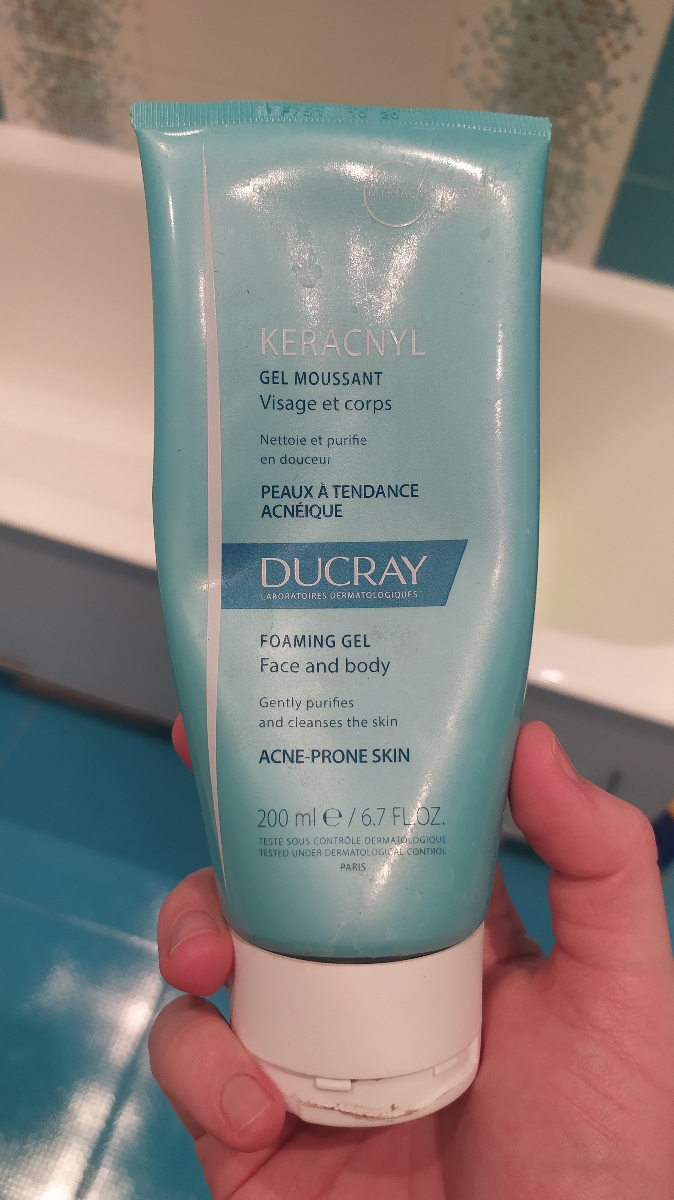 KERACNYL
GEL MOUSSANT
Visage et corps
Nettoie et purifie
en douceur
PEAUX À TENDANCE
ACNÉIQUE
DUCRAY
LABORATOIRES DERMATOLOGIQUES
FOAMING GEL
Face and body
Gently purifies
and cleanses the skin
ACNE-PRONE SKIN
200 ml e / 6.7 FL.OZ.
TESTÉ SOUS CONTRÔLE DERMATOLOGIQUE
TESTED UNDER DERMATOLOGICAL CONTROL
PARIS